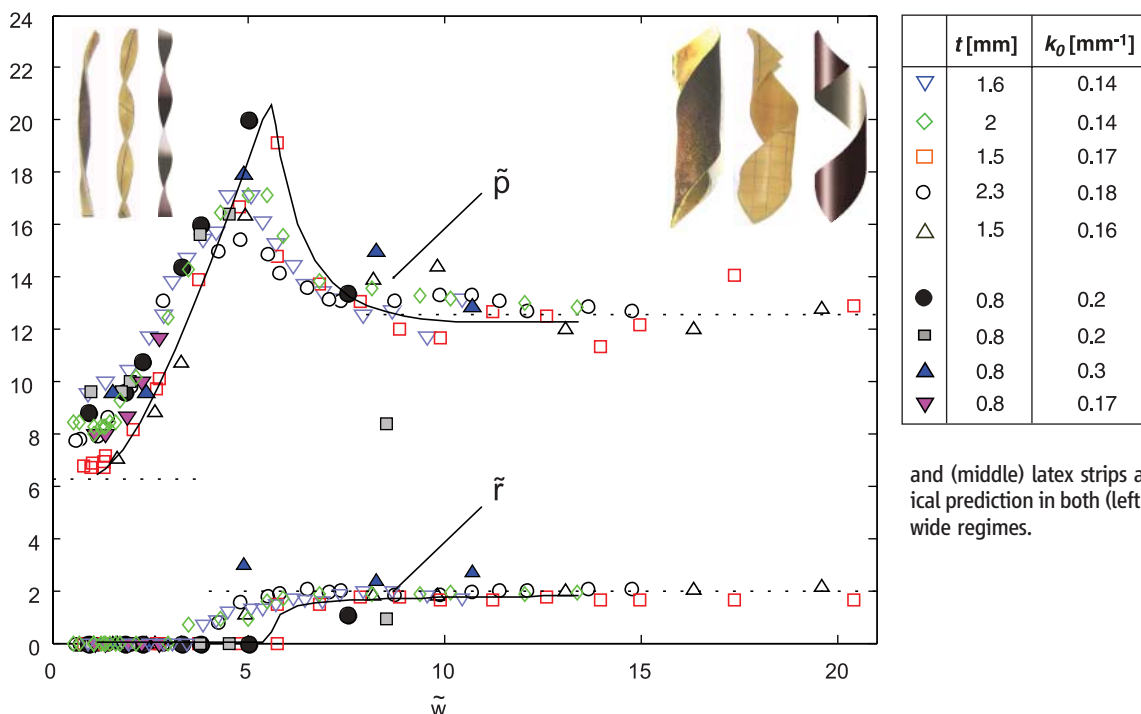 24
22
20
18
16
14
12
10
8
6
4
2
0
0 5 10 15 20
w̃
p̃
r̃
t [mm] k₀ [mm⁻¹]
1.6 0.14
2 0.14
1.5 0.17
2.3 0.18
1.5 0.16
0.8 0.2
0.8 0.2
0.8 0.3
0.8 0.17
and (middle) latex strips a
ical prediction in both (left
wide regimes.